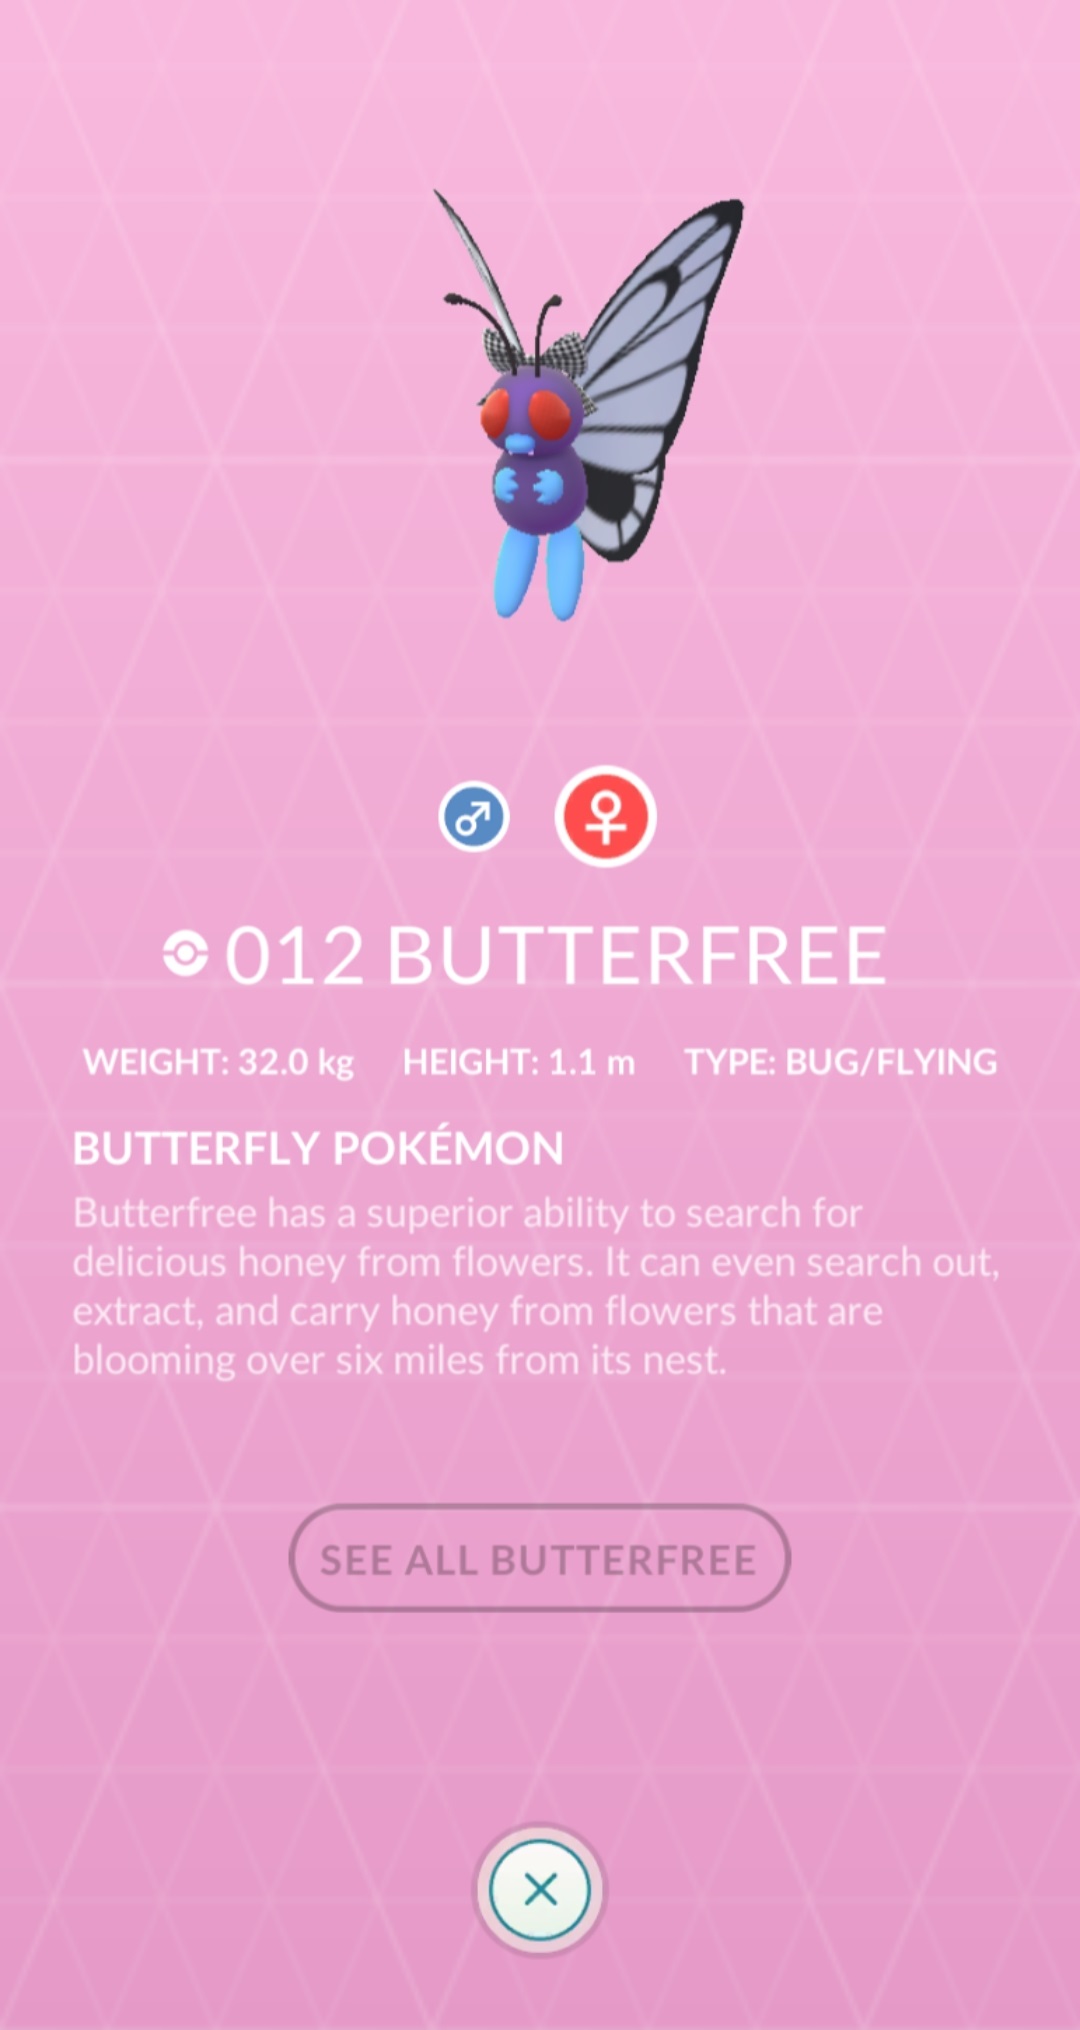 012 BUTTERFREE
WEIGHT: 32.0 kg HEIGHT: 1.1 m TYPE: BUG/FLYING
BUTTERFLY POKÉMON
Butterfree has a superior ability to search for
delicious honey from flowers. It can even search out,
extract, and carry honey from flowers that are
blooming over six miles from its nest.
SEE ALL BUTTERFREE